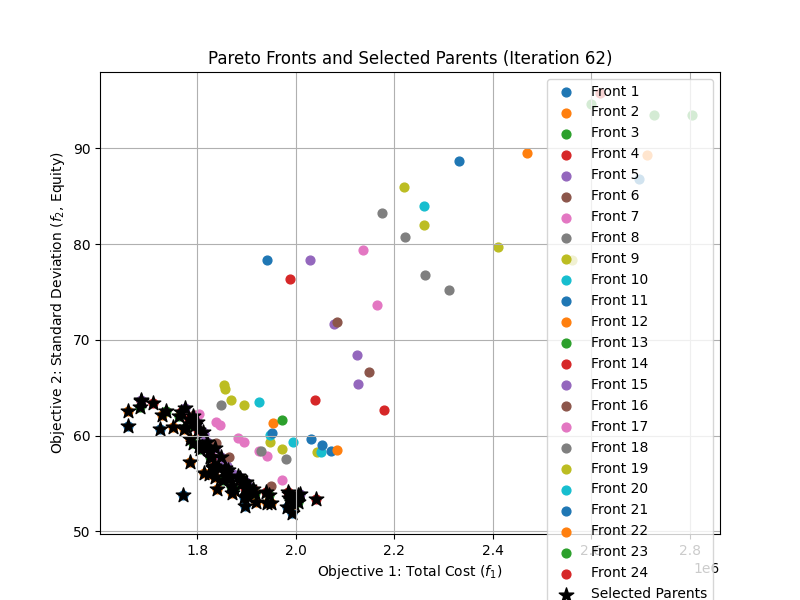 Pareto Fronts and Selected Parents (Iteration 62)
Objective 2: Standard Deviation (f₂, Equity)
90
80
70
60
50
1.8
2.0
2.2
2.4
2.6
2.8
1e6
Objective 1: Total Cost (f₁)
Front 1
Front 2
Front 3
Front 4
Front 5
Front 6
Front 7
Front 8
Front 9
Front 10
Front 11
Front 12
Front 13
Front 14
Front 15
Front 16
Front 17
Front 18
Front 19
Front 20
Front 21
Front 22
Front 23
Front 24
Selected Parents